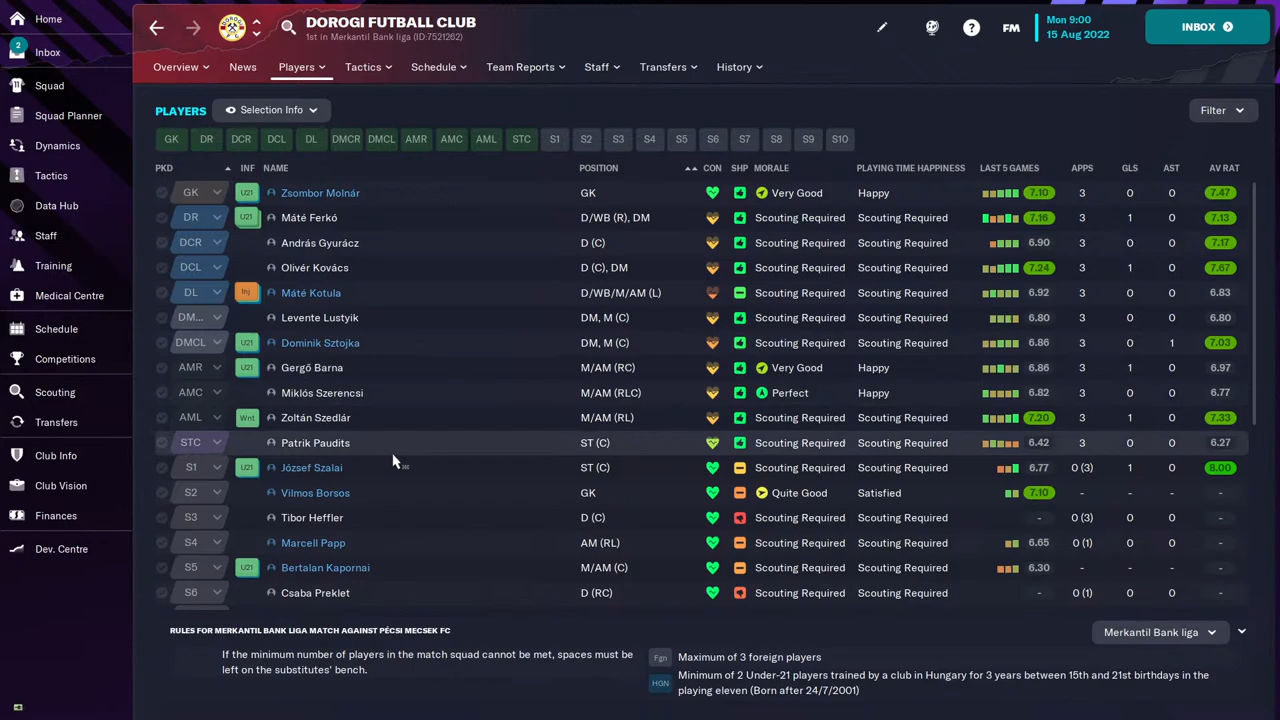 Home
2
Inbox
Squad
Squad Planner
Dynamics
Tactics
Data Hub
Staff
Training
Medical Centre
Schedule
Competitions
Scouting
Transfers
Club Info
Club Vision
Finances
Dev. Centre
DOROGI FUTBALL CLUB
1st in Merkantil Bank liga (ID:7521262)
FM
Mon 9:00
15 Aug 2022
INBOX
Overview News Players Tactics Schedule Team Reports Staff Transfers History
PLAYERS Selection Info Filter
GK DR DCR DCL DL DMCR DMCL AMR AMC AML STC S1 S2 S3 S4 S5 S6 S7 S8 S9 S10
PKD INF NAME POSITION CON SHP MORALE PLAYING TIME HAPPINESS LAST 5 GAMES APPS GLS AST AV RAT
GK U21 Zsombor Molnár GK Very Good Happy 7.10 3 0 0 7.47
DR U21 Máté Ferkó D/WB (R), DM Scouting Required Scouting Required 7.16 3 1 0 7.13
DCR András Gyurácz D (C) Scouting Required Scouting Required 6.90 3 0 0 7.17
DCL Olivér Kovács D (C), DM Scouting Required Scouting Required 7.24 3 1 0 7.67
DL Inj Máté Kotula D/WB/M/AM (L) Scouting Required Scouting Required 6.92 3 0 0 6.83
DM... Levente Lustyik DM, M (C) Scouting Required Scouting Required 6.80 3 0 0 6.80
DMCL U21 Dominik Sztojka DM, M (C) Scouting Required Scouting Required 6.86 3 0 1 7.03
AMR U21 Gergő Barna M/AM (RC) Very Good Happy 6.86 3 1 0 6.97
AMC Miklós Szerencsi M/AM (RLC) Perfect Happy 6.82 3 0 0 6.77
AML Wnt Zoltán Szedlár M/AM (RL) Scouting Required Scouting Required 7.20 3 1 0 7.33
STC Patrik Paudits ST (C) Scouting Required Scouting Required 6.42 3 0 0 6.27
S1 U21 József Szalai ST (C) Scouting Required Scouting Required 6.77 0 (3) 1 0 8.00
S2 Vilmos Borsos GK Quite Good Satisfied 7.10 - - - -
S3 Tibor Heffler D (C) Scouting Required Scouting Required - 0 (3) 0 0 -
S4 Marcell Papp AM (RL) Scouting Required Scouting Required 6.65 0 (1) 0 0 -
S5 U21 Bertalan Kapornai M/AM (C) Scouting Required Scouting Required 6.30 - - - -
S6 Csaba Preklet D (RC) Scouting Required Scouting Required - 0 (1) 0 0 -
RULES FOR MERKANTIL BANK LIGA MATCH AGAINST PÉCSI MECSEK FC
Merkantil Bank liga
If the minimum number of players in the match squad cannot be met, spaces must be
left on the substitutes' bench.
Fgn Maximum of 3 foreign players
HGN Minimum of 2 Under-21 players trained by a club in Hungary for 3 years between 15th and 21st birthdays in the
playing eleven (Born after 24/7/2001)